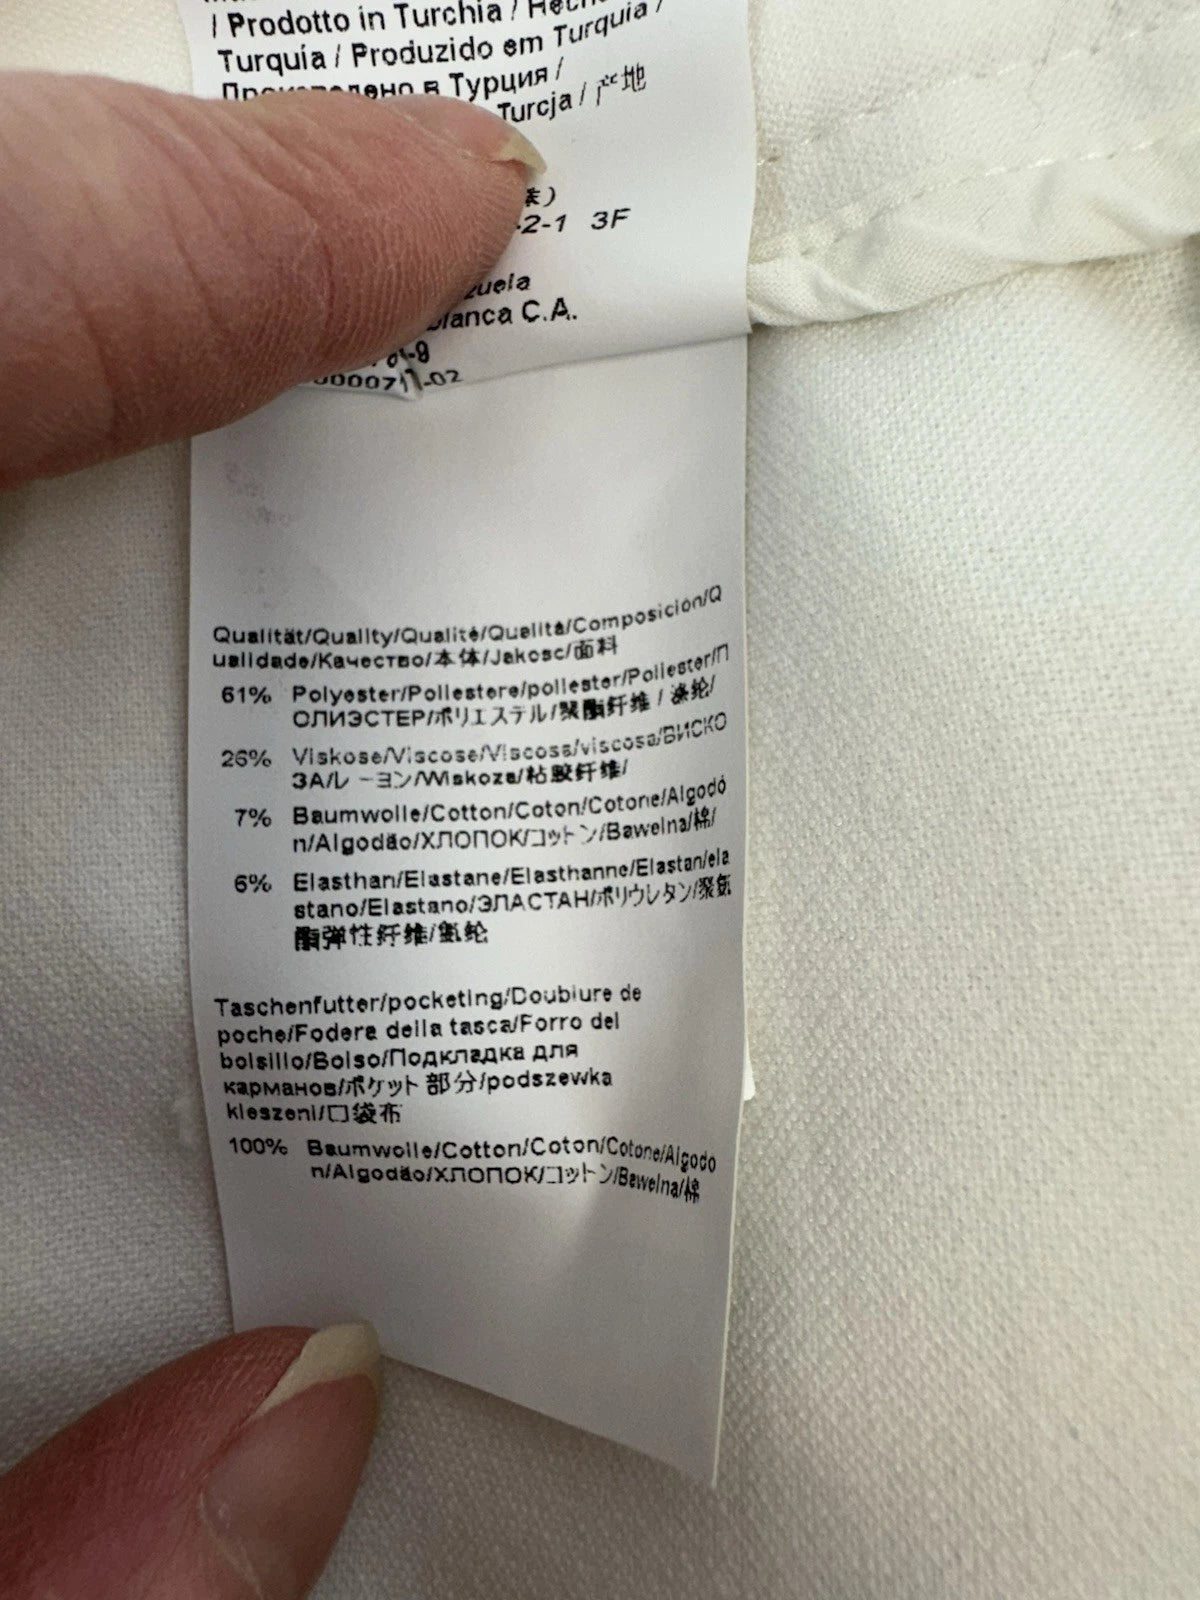 / Prodotto in Turchia /
Turquía / Produzido em Turquía /
в Турция /
Turcja / 产地
-2-1 3F
C.A.
-02
Qualität/Quality/Qualité/Qualità/Composición/Q
ualidade/Качество/本体/Jakosc/面料
61% Polyester/Poliestere/poliester/Poliester/П
ОЛИЭСТЕР/ポリエステル/聚酯纤维 / 涤纶/
26% Viskose/Viscose/Viscosa/viscosa/ВИСКО
ЗА/レーヨン/Wiskoza/粘胶纤维/
7% Baumwolle/Cotton/Coton/Cotone/Algodó
n/Algodão/ХЛОПОК/コットン/Bawelna/棉/
6% Elasthan/Elastane/Elasthanne/Elastan/ela
stano/Elastano/ЭЛАСТАН/ポリウレタン/聚氨
酯弹性纤维/氨纶
Taschenfutter/pocketing/Doublure de
poche/Fodera della tasca/Forro del
bolsillo/Bolso/Подкладка для
карманов/ポケット 部分/podszewka
kieszeni/口袋布
100% Baumwolle/Cotton/Coton/Cotone/Algodo
n/Algodão/ХЛОПОК/コットン/Bawelna/棉